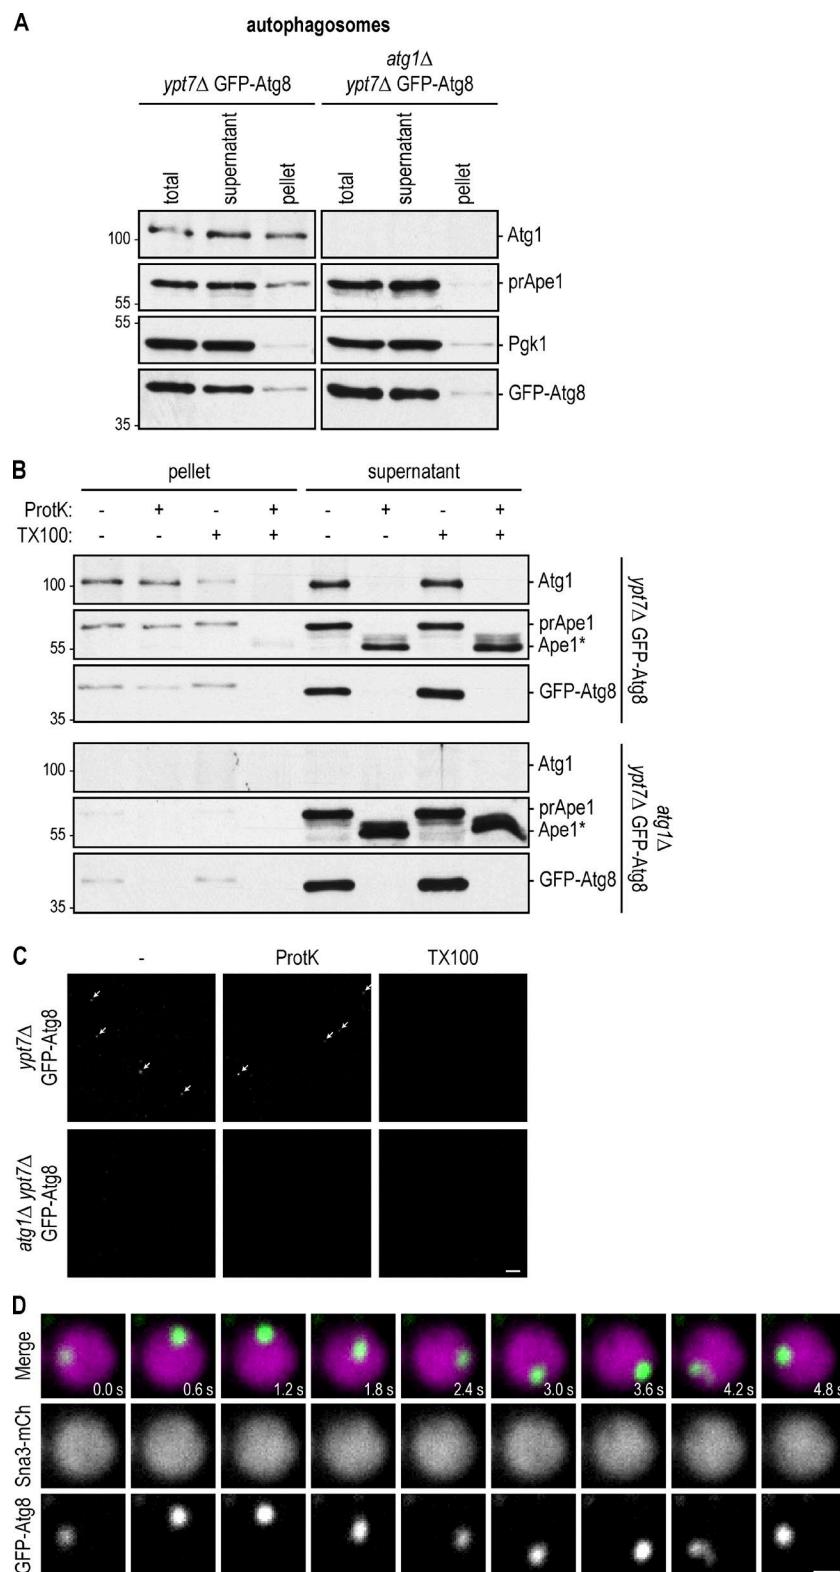 A
autophagosomes
ypt7Δ GFP-Atg8
atg1Δ
ypt7Δ GFP-Atg8
total
supernatant
pellet
total
supernatant
pellet
100
Atg1
prApe1
55
55
Pgk1
GFP-Atg8
35
B
pellet
supernatant
ProtK: - + - + - + - +
TX100: - - + + - - + +
100
Atg1
prApe1
55
Ape1*
GFP-Atg8
35
ypt7Δ GFP-Atg8
100
Atg1
prApe1
55
Ape1*
GFP-Atg8
35
atg1Δ
ypt7Δ GFP-Atg8
C
- ProtK TX100
ypt7Δ
GFP-Atg8
atg1Δ ypt7Δ
GFP-Atg8
D
Merge
0.0 s 0.6 s 1.2 s 1.8 s 2.4 s 3.0 s 3.6 s 4.2 s 4.8 s
Sna3-mCh
GFP-Atg8